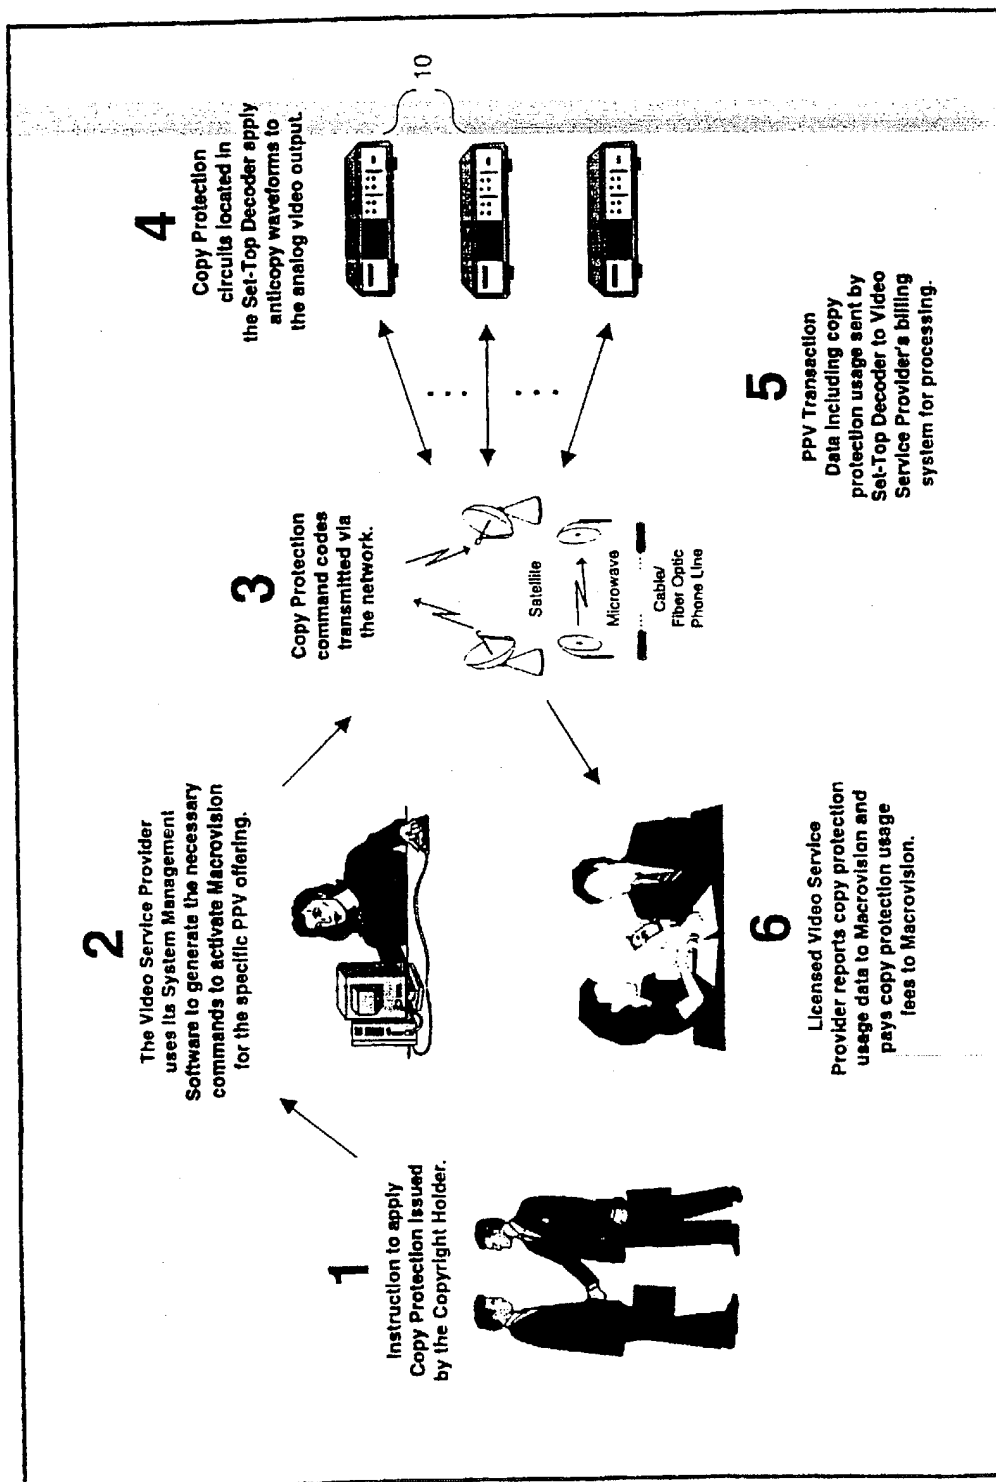 1
Instruction to apply
Copy Protection issued
by the Copyright Holder.
2
The Video Service Provider
uses its System Management
Software to generate the necessary
commands to activate Macrovision
for the specific PPV offering.
3
Copy Protection
command codes
transmitted via
the network.
Satellite
Microwave
Cable/
Fiber Optic
Phone Line
4
Copy Protection
circuits located in
the Set-Top Decoder apply
anticopy waveforms to
the analog video output.
10
5
PPV Transaction
Data including copy
protection usage sent by
Set-Top Decoder to Video
Service Provider's billing
system for processing.
6
Licensed Video Service
Provider reports copy protection
usage data to Macrovision and
pays copy protection usage
fees to Macrovision.